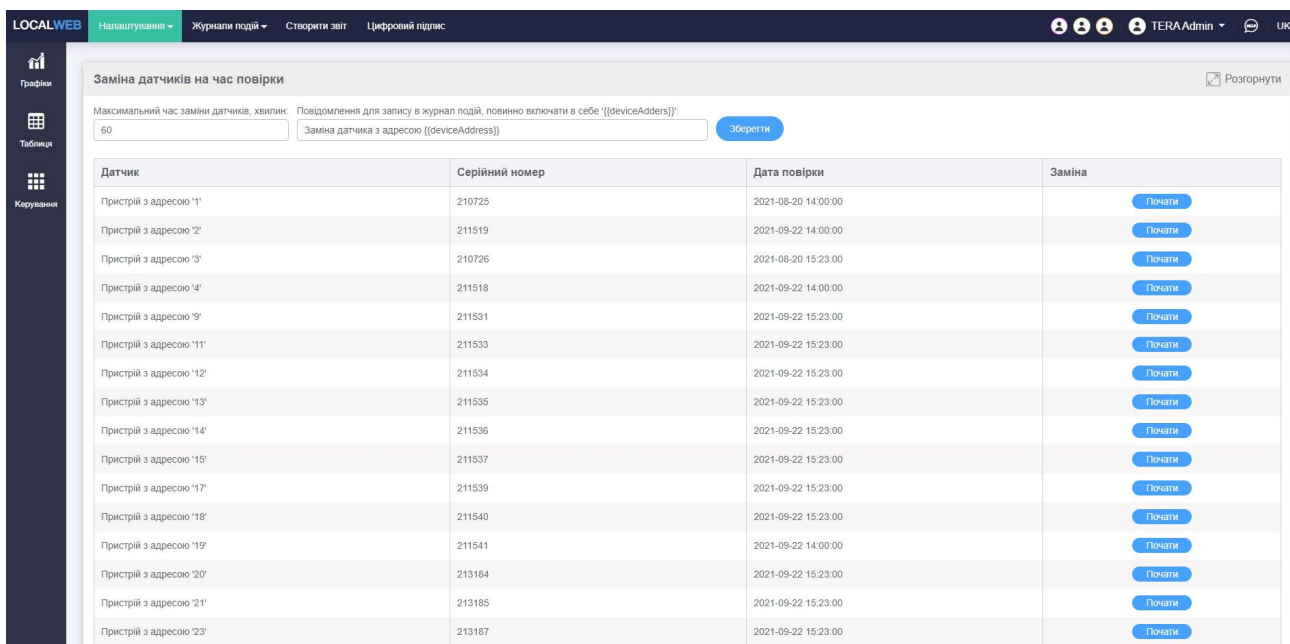 LOCALWEB Налаштування Журнали подій Створити звіт Цифровий підпис TERA Admin UK
Графіки
Таблиця
Керування
Заміна датчиків на час повірки Розгорнути
Максимальний час заміни датчиків, хвилин: Повідомлення для запису в журнал подій, повинно включати в себе '{{deviceAdders}}':
60 Заміна датчика з адресою {{deviceAddress}} Зберегти
Датчик Серійний номер Дата повірки Заміна
Пристрій з адресою '1' 210725 2021-08-20 14:00:00 Почати
Пристрій з адресою '2' 211519 2021-09-22 14:00:00 Почати
Пристрій з адресою '3' 210726 2021-08-20 15:23:00 Почати
Пристрій з адресою '4' 211518 2021-09-22 14:00:00 Почати
Пристрій з адресою '9' 211531 2021-09-22 15:23:00 Почати
Пристрій з адресою '11' 211533 2021-09-22 15:23:00 Почати
Пристрій з адресою '12' 211534 2021-09-22 15:23:00 Почати
Пристрій з адресою '13' 211535 2021-09-22 15:23:00 Почати
Пристрій з адресою '14' 211536 2021-09-22 15:23:00 Почати
Пристрій з адресою '15' 211537 2021-09-22 15:23:00 Почати
Пристрій з адресою '17' 211539 2021-09-22 15:23:00 Почати
Пристрій з адресою '18' 211540 2021-09-22 15:23:00 Почати
Пристрій з адресою '19' 211541 2021-09-22 14:00:00 Почати
Пристрій з адресою '20' 213184 2021-09-22 15:23:00 Почати
Пристрій з адресою '21' 213185 2021-09-22 15:23:00 Почати
Пристрій з адресою '23' 213187 2021-09-22 15:23:00 Почати